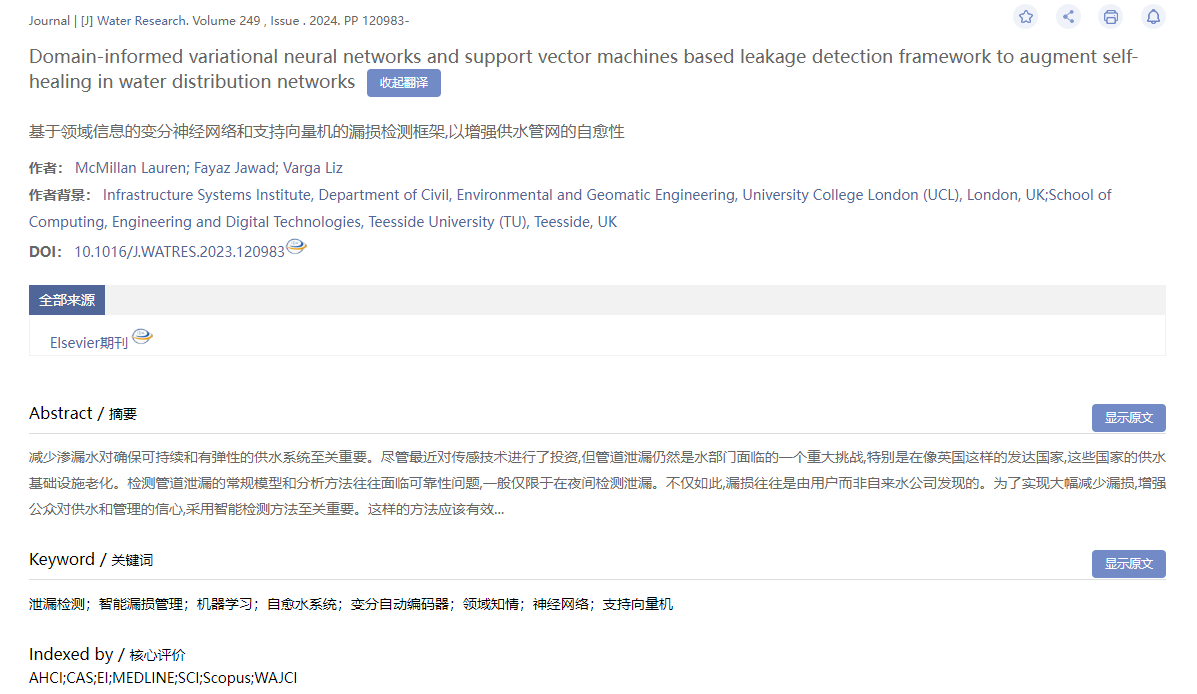 Journal | [J] Water Research. Volume 249 , Issue . 2024. PP 120983-
Domain-informed variational neural networks and support vector machines based leakage detection framework to augment self-
healing in water distribution networks 收起翻译
基于领域信息的变分神经网络和支持向量机的漏损检测框架,以增强供水管网的自愈性
作者： McMillan Lauren; Fayaz Jawad; Varga Liz
作者背景： Infrastructure Systems Institute, Department of Civil, Environmental and Geomatic Engineering, University College London (UCL), London, UK;School of
Computing, Engineering and Digital Technologies, Teesside University (TU), Teesside, UK
DOI： 10.1016/J.WATRES.2023.120983
全部来源
Elsevier期刊
Abstract / 摘要
显示原文
减少渗漏水对确保可持续和有弹性的供水系统至关重要。尽管最近对传感技术进行了投资,但管道泄漏仍然是水部门面临的一个重大挑战,特别是在像英国这样的发达国家,这些国家的供水
基础设施老化。检测管道泄漏的常规模型和分析方法往往面临可靠性问题,一般仅限于在夜间检测泄漏。不仅如此,漏损往往是由用户而非自来水公司发现的。为了实现大幅减少漏损,增强
公众对供水和管理的信心,采用智能检测方法至关重要。这样的方法应该有效...
Keyword / 关键词
显示原文
泄漏检测；智能漏损管理；机器学习；自愈水系统；变分自动编码器；领域知情；神经网络；支持向量机
Indexed by / 核心评价
AHCI;CAS;EI;MEDLINE;SCI;Scopus;WAJCI